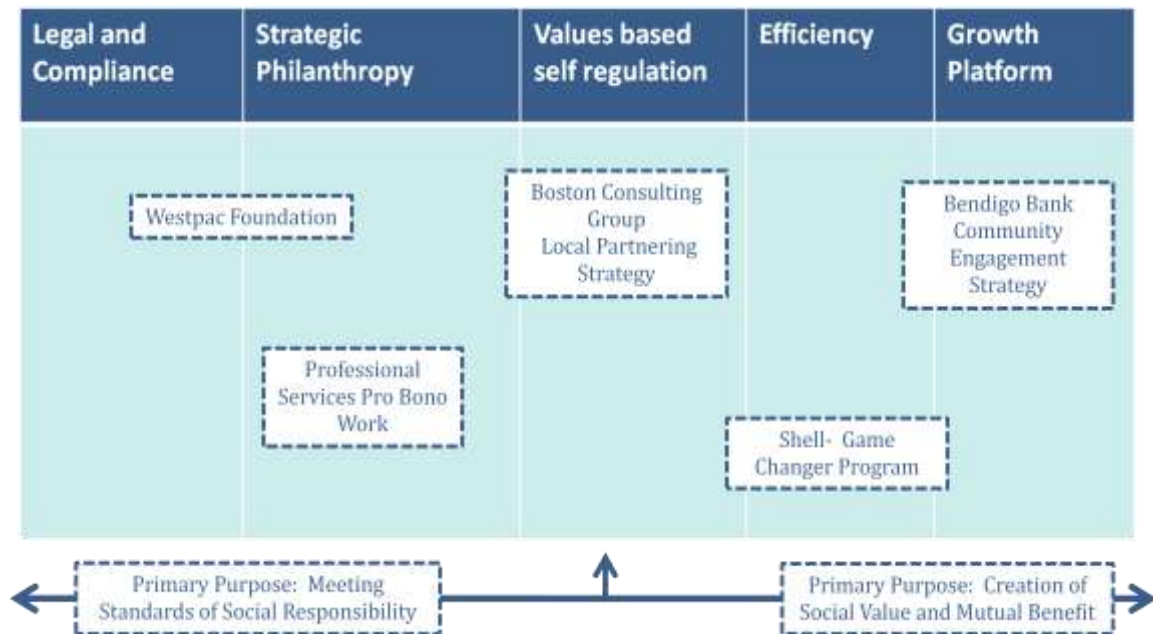 Legal and
Compliance
Strategic
Philanthropy
Values based
self regulation
Efficiency
Growth
Platform
Westpac Foundation
Boston Consulting
Group
Local Partnering
Strategy
Bendigo Bank
Community
Engagement
Strategy
Professional
Services Pro Bono
Work
Shell- Game
Changer Program
Primary Purpose: Meeting
Standards of Social Responsibility
Primary Purpose: Creation of
Social Value and Mutual Benefit